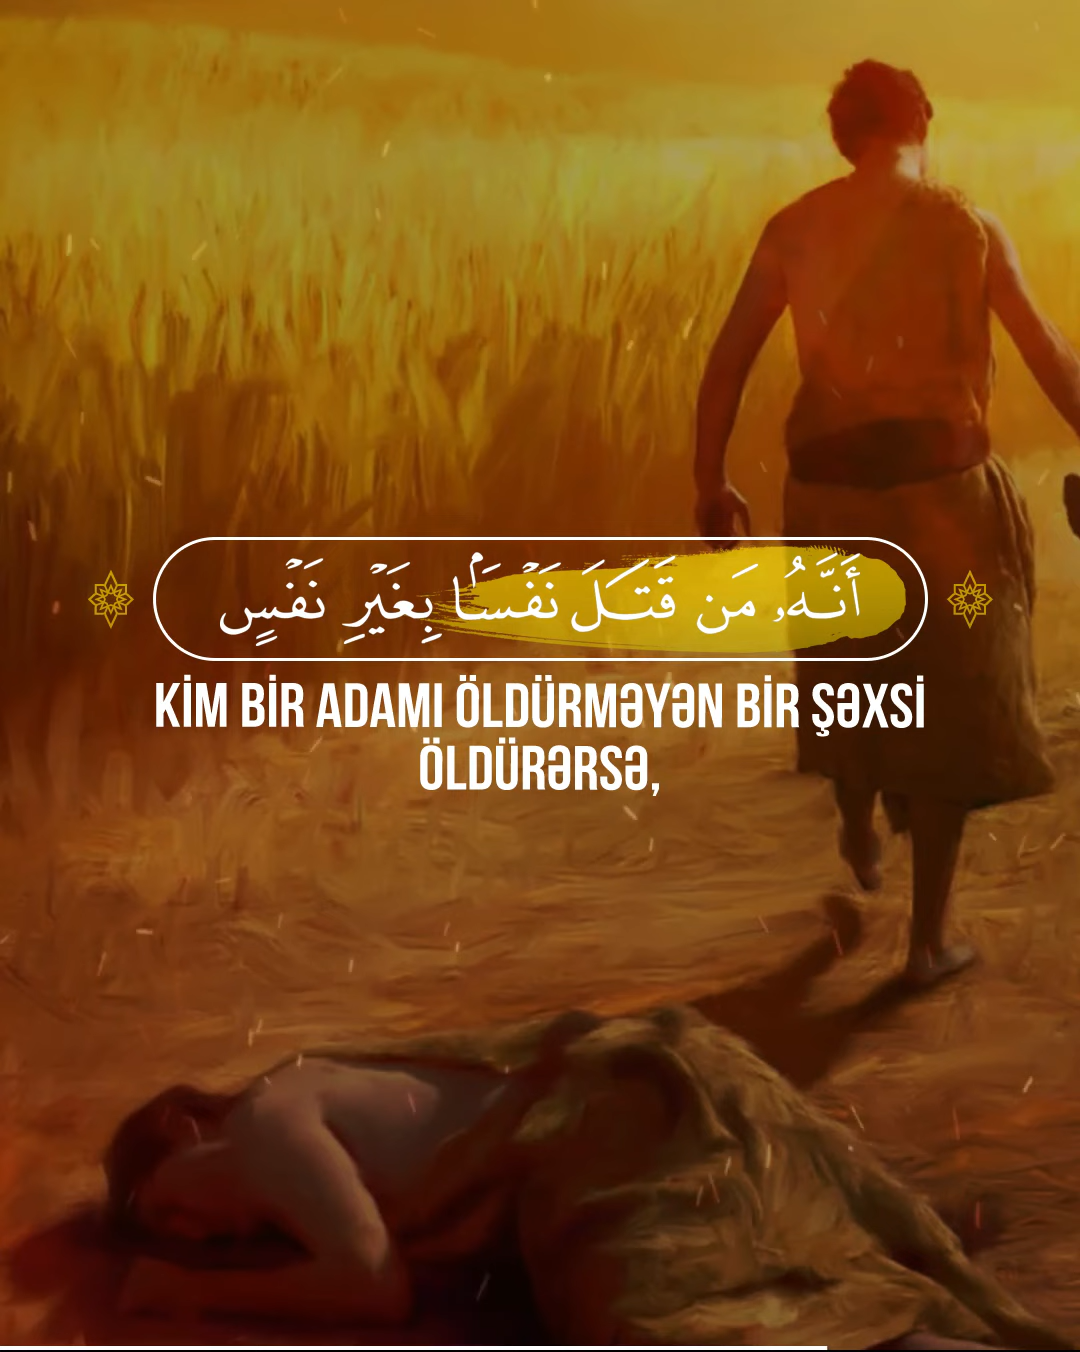 أَنَّهُۥ مَن قَتَلَ نَفْسَۢا بِغَيْرِ نَفْسٍ
KİM BİR ADAMI ÖLDÜRMƏYƏN BİR ŞƏXSİ
ÖLDÜRƏRSƏ,